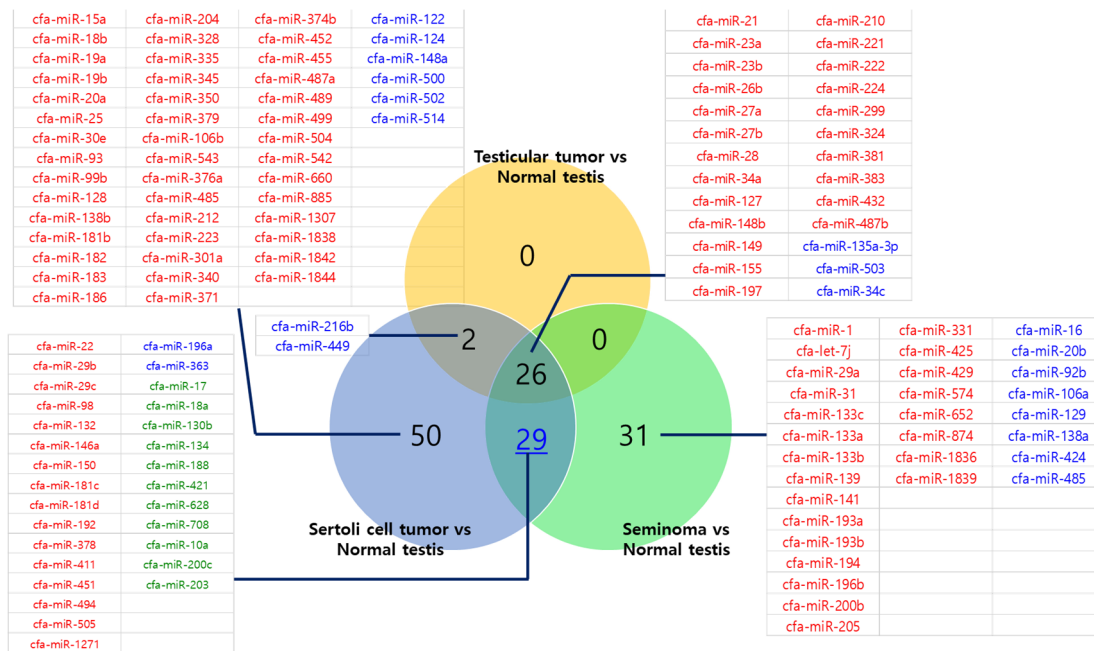 cfa-miR-15a cfa-miR-204 cfa-miR-374b cfa-miR-122
cfa-miR-18b cfa-miR-328 cfa-miR-452 cfa-miR-124
cfa-miR-19a cfa-miR-335 cfa-miR-455 cfa-miR-148a
cfa-miR-19b cfa-miR-345 cfa-miR-487a cfa-miR-500
cfa-miR-20a cfa-miR-350 cfa-miR-489 cfa-miR-502
cfa-miR-25 cfa-miR-379 cfa-miR-499 cfa-miR-514
cfa-miR-30e cfa-miR-106b cfa-miR-504
cfa-miR-93 cfa-miR-543 cfa-miR-542
cfa-miR-99b cfa-miR-376a cfa-miR-660
cfa-miR-128 cfa-miR-485 cfa-miR-885
cfa-miR-138b cfa-miR-212 cfa-miR-1307
cfa-miR-181b cfa-miR-223 cfa-miR-1838
cfa-miR-182 cfa-miR-301a cfa-miR-1842
cfa-miR-183 cfa-miR-340 cfa-miR-1844
cfa-miR-186 cfa-miR-371
cfa-miR-21 cfa-miR-210
cfa-miR-23a cfa-miR-221
cfa-miR-23b cfa-miR-222
cfa-miR-26b cfa-miR-224
cfa-miR-27a cfa-miR-299
cfa-miR-27b cfa-miR-324
cfa-miR-28 cfa-miR-381
cfa-miR-34a cfa-miR-383
cfa-miR-127 cfa-miR-432
cfa-miR-148b cfa-miR-487b
cfa-miR-149 cfa-miR-135a-3p
cfa-miR-155 cfa-miR-503
cfa-miR-197 cfa-miR-34c
Testicular tumor vs
Normal testis
0
cfa-miR-216b
cfa-miR-449
2
0
26
50
29
31
Sertoli cell tumor vs
Normal testis
Seminoma vs
Normal testis
cfa-miR-22 cfa-miR-196a
cfa-miR-29b cfa-miR-363
cfa-miR-29c cfa-miR-17
cfa-miR-98 cfa-miR-18a
cfa-miR-132 cfa-miR-130b
cfa-miR-146a cfa-miR-134
cfa-miR-150 cfa-miR-188
cfa-miR-181c cfa-miR-421
cfa-miR-181d cfa-miR-628
cfa-miR-192 cfa-miR-708
cfa-miR-378 cfa-miR-10a
cfa-miR-411 cfa-miR-200c
cfa-miR-451 cfa-miR-203
cfa-miR-494
cfa-miR-505
cfa-miR-1271
cfa-miR-1 cfa-miR-331 cfa-miR-16
cfa-let-7j cfa-miR-425 cfa-miR-20b
cfa-miR-29a cfa-miR-429 cfa-miR-92b
cfa-miR-31 cfa-miR-574 cfa-miR-106a
cfa-miR-133c cfa-miR-652 cfa-miR-129
cfa-miR-133a cfa-miR-874 cfa-miR-138a
cfa-miR-133b cfa-miR-1836 cfa-miR-424
cfa-miR-139 cfa-miR-1839 cfa-miR-485
cfa-miR-141
cfa-miR-193a
cfa-miR-193b
cfa-miR-194
cfa-miR-196b
cfa-miR-200b
cfa-miR-205